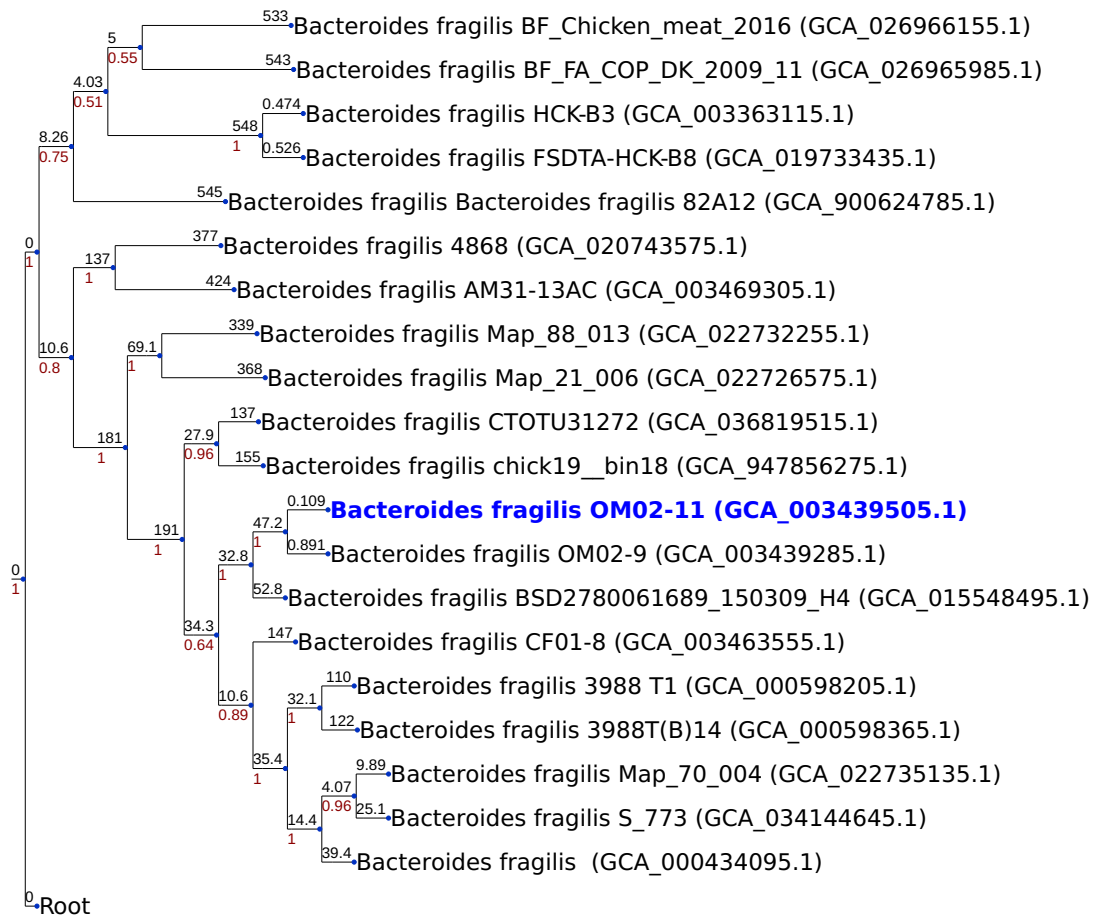 533
Bacteroides fragilis BF_Chicken_meat_2016 (GCA_026966155.1)
5
0.55
543
Bacteroides fragilis BF_FA_COP_DK_2009_11 (GCA_026965985.1)
4.03
0.51
0.474
Bacteroides fragilis HCK-B3 (GCA_003363115.1)
548
1
0.526
Bacteroides fragilis FSDTA-HCK-B8 (GCA_019733435.1)
8.26
0.75
545
Bacteroides fragilis Bacteroides fragilis 82A12 (GCA_900624785.1)
0
1
377
Bacteroides fragilis 4868 (GCA_020743575.1)
137
1
424
Bacteroides fragilis AM31-13AC (GCA_003469305.1)
10.6
0.8
339
Bacteroides fragilis Map_88_013 (GCA_022732255.1)
69.1
1
368
Bacteroides fragilis Map_21_006 (GCA_022726575.1)
181
1
137
Bacteroides fragilis CTOTU31272 (GCA_036819515.1)
27.9
0.96
155
Bacteroides fragilis chick19__bin18 (GCA_947856275.1)
191
1
0.109
Bacteroides fragilis OM02-11 (GCA_003439505.1)
47.2
1
0.891
Bacteroides fragilis OM02-9 (GCA_003439285.1)
32.8
1
52.8
Bacteroides fragilis BSD2780061689_150309_H4 (GCA_015548495.1)
34.3
0.64
147
Bacteroides fragilis CF01-8 (GCA_003463555.1)
10.6
0.89
110
Bacteroides fragilis 3988 T1 (GCA_000598205.1)
32.1
1
122
Bacteroides fragilis 3988T(B)14 (GCA_000598365.1)
35.4
1
9.89
Bacteroides fragilis Map_70_004 (GCA_022735135.1)
4.07
0.96
25.1
Bacteroides fragilis S_773 (GCA_034144645.1)
14.4
1
39.4
Bacteroides fragilis  (GCA_000434095.1)
0
1
0
Root